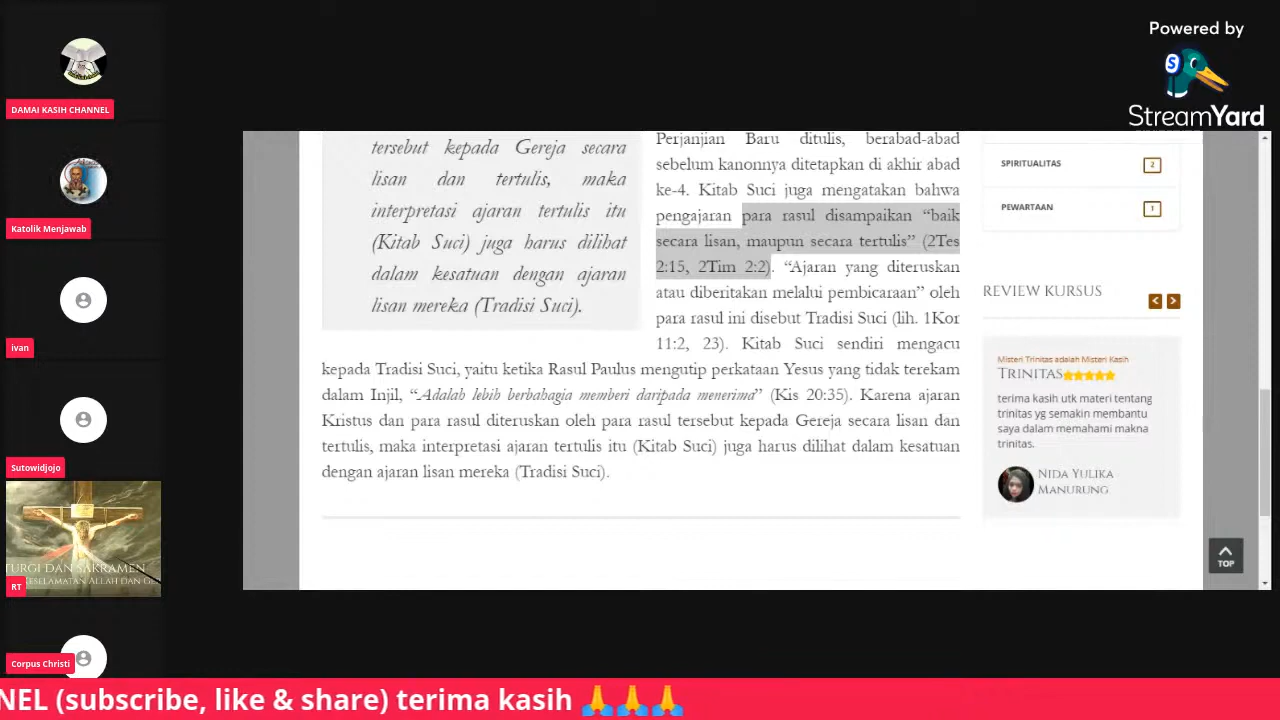 Powered by
StreamYard
DAMAI KASIH CHANNEL
Katolik Menjawab
ivan
Sutowidjojo
TURGI DAN SAKRAMEN
RT
Corpus Christi
tersebut kepada Gereja secara
lisan dan tertulis, maka
interpretasi ajaran tertulis itu
(Kitab Suci) juga harus dilihat
dalam kesatuan dengan ajaran
lisan mereka (Tradisi Suci).
Perjanjian Baru ditulis, berabad-abad
sebelum kanonnya ditetapkan di akhir abad
ke-4. Kitab Suci juga mengatakan bahwa
pengajaran para rasul disampaikan “baik
secara lisan, maupun secara tertulis” (2Tes
2:15, 2Tim 2:2). “Ajaran yang diteruskan
atau diberitakan melalui pembicaraan” oleh
para rasul ini disebut Tradisi Suci (lih. 1Kor
11:2, 23). Kitab Suci sendiri mengacu
kepada Tradisi Suci, yaitu ketika Rasul Paulus mengutip perkataan Yesus yang tidak terekam
dalam Injil, “Adalah lebih berbahagia memberi daripada menerima” (Kis 20:35). Karena ajaran
Kristus dan para rasul diteruskan oleh para rasul tersebut kepada Gereja secara lisan dan
tertulis, maka interpretasi ajaran tertulis itu (Kitab Suci) juga harus dilihat dalam kesatuan
dengan ajaran lisan mereka (Tradisi Suci).
SPIRITUALITAS 2
PEWARTAAN 1
REVIEW KURSUS
Misteri Trinitas adalah Misteri Kasih
TRINITAS
terima kasih utk materi tentang
trinitas yg semakin membantu
saya dalam memahami makna
trinitas.
NIDA YULIKA
MANURUNG
TOP
NEL (subscribe, like & share) terima kasih 🙏🙏🙏